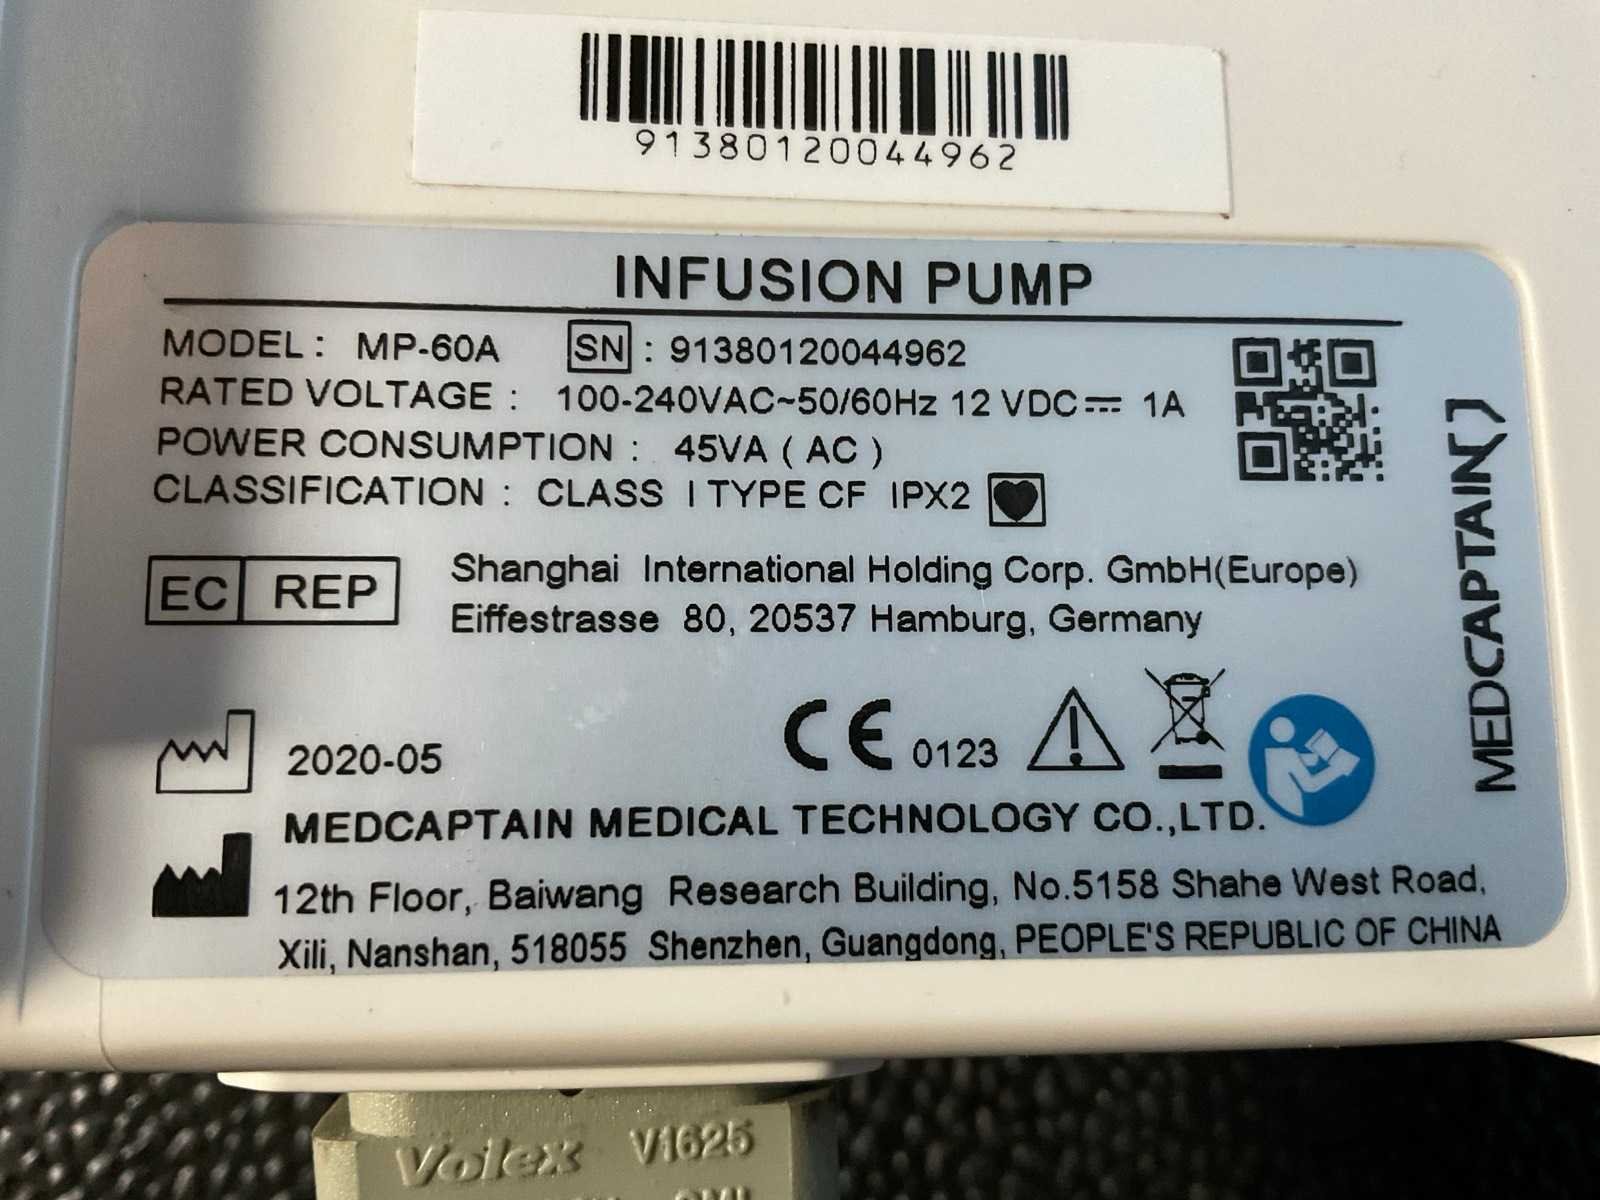 91380120044962
INFUSION PUMP
MODEL : MP-60A SN : 91380120044962
RATED VOLTAGE : 100-240VAC~50/60Hz 12 VDC⎓ 1A
POWER CONSUMPTION : 45VA ( AC )
CLASSIFICATION : CLASS I TYPE CF IPX2
EC REP
Shanghai International Holding Corp. GmbH(Europe)
Eiffestrasse 80, 20537 Hamburg, Germany
2020-05
CE 0123
MEDCAPTAIN MEDICAL TECHNOLOGY CO.,LTD.
12th Floor, Baiwang Research Building, No.5158 Shahe West Road,
Xili, Nanshan, 518055 Shenzhen, Guangdong, PEOPLE'S REPUBLIC OF CHINA
MEDCAPTAIN
Volex V1625